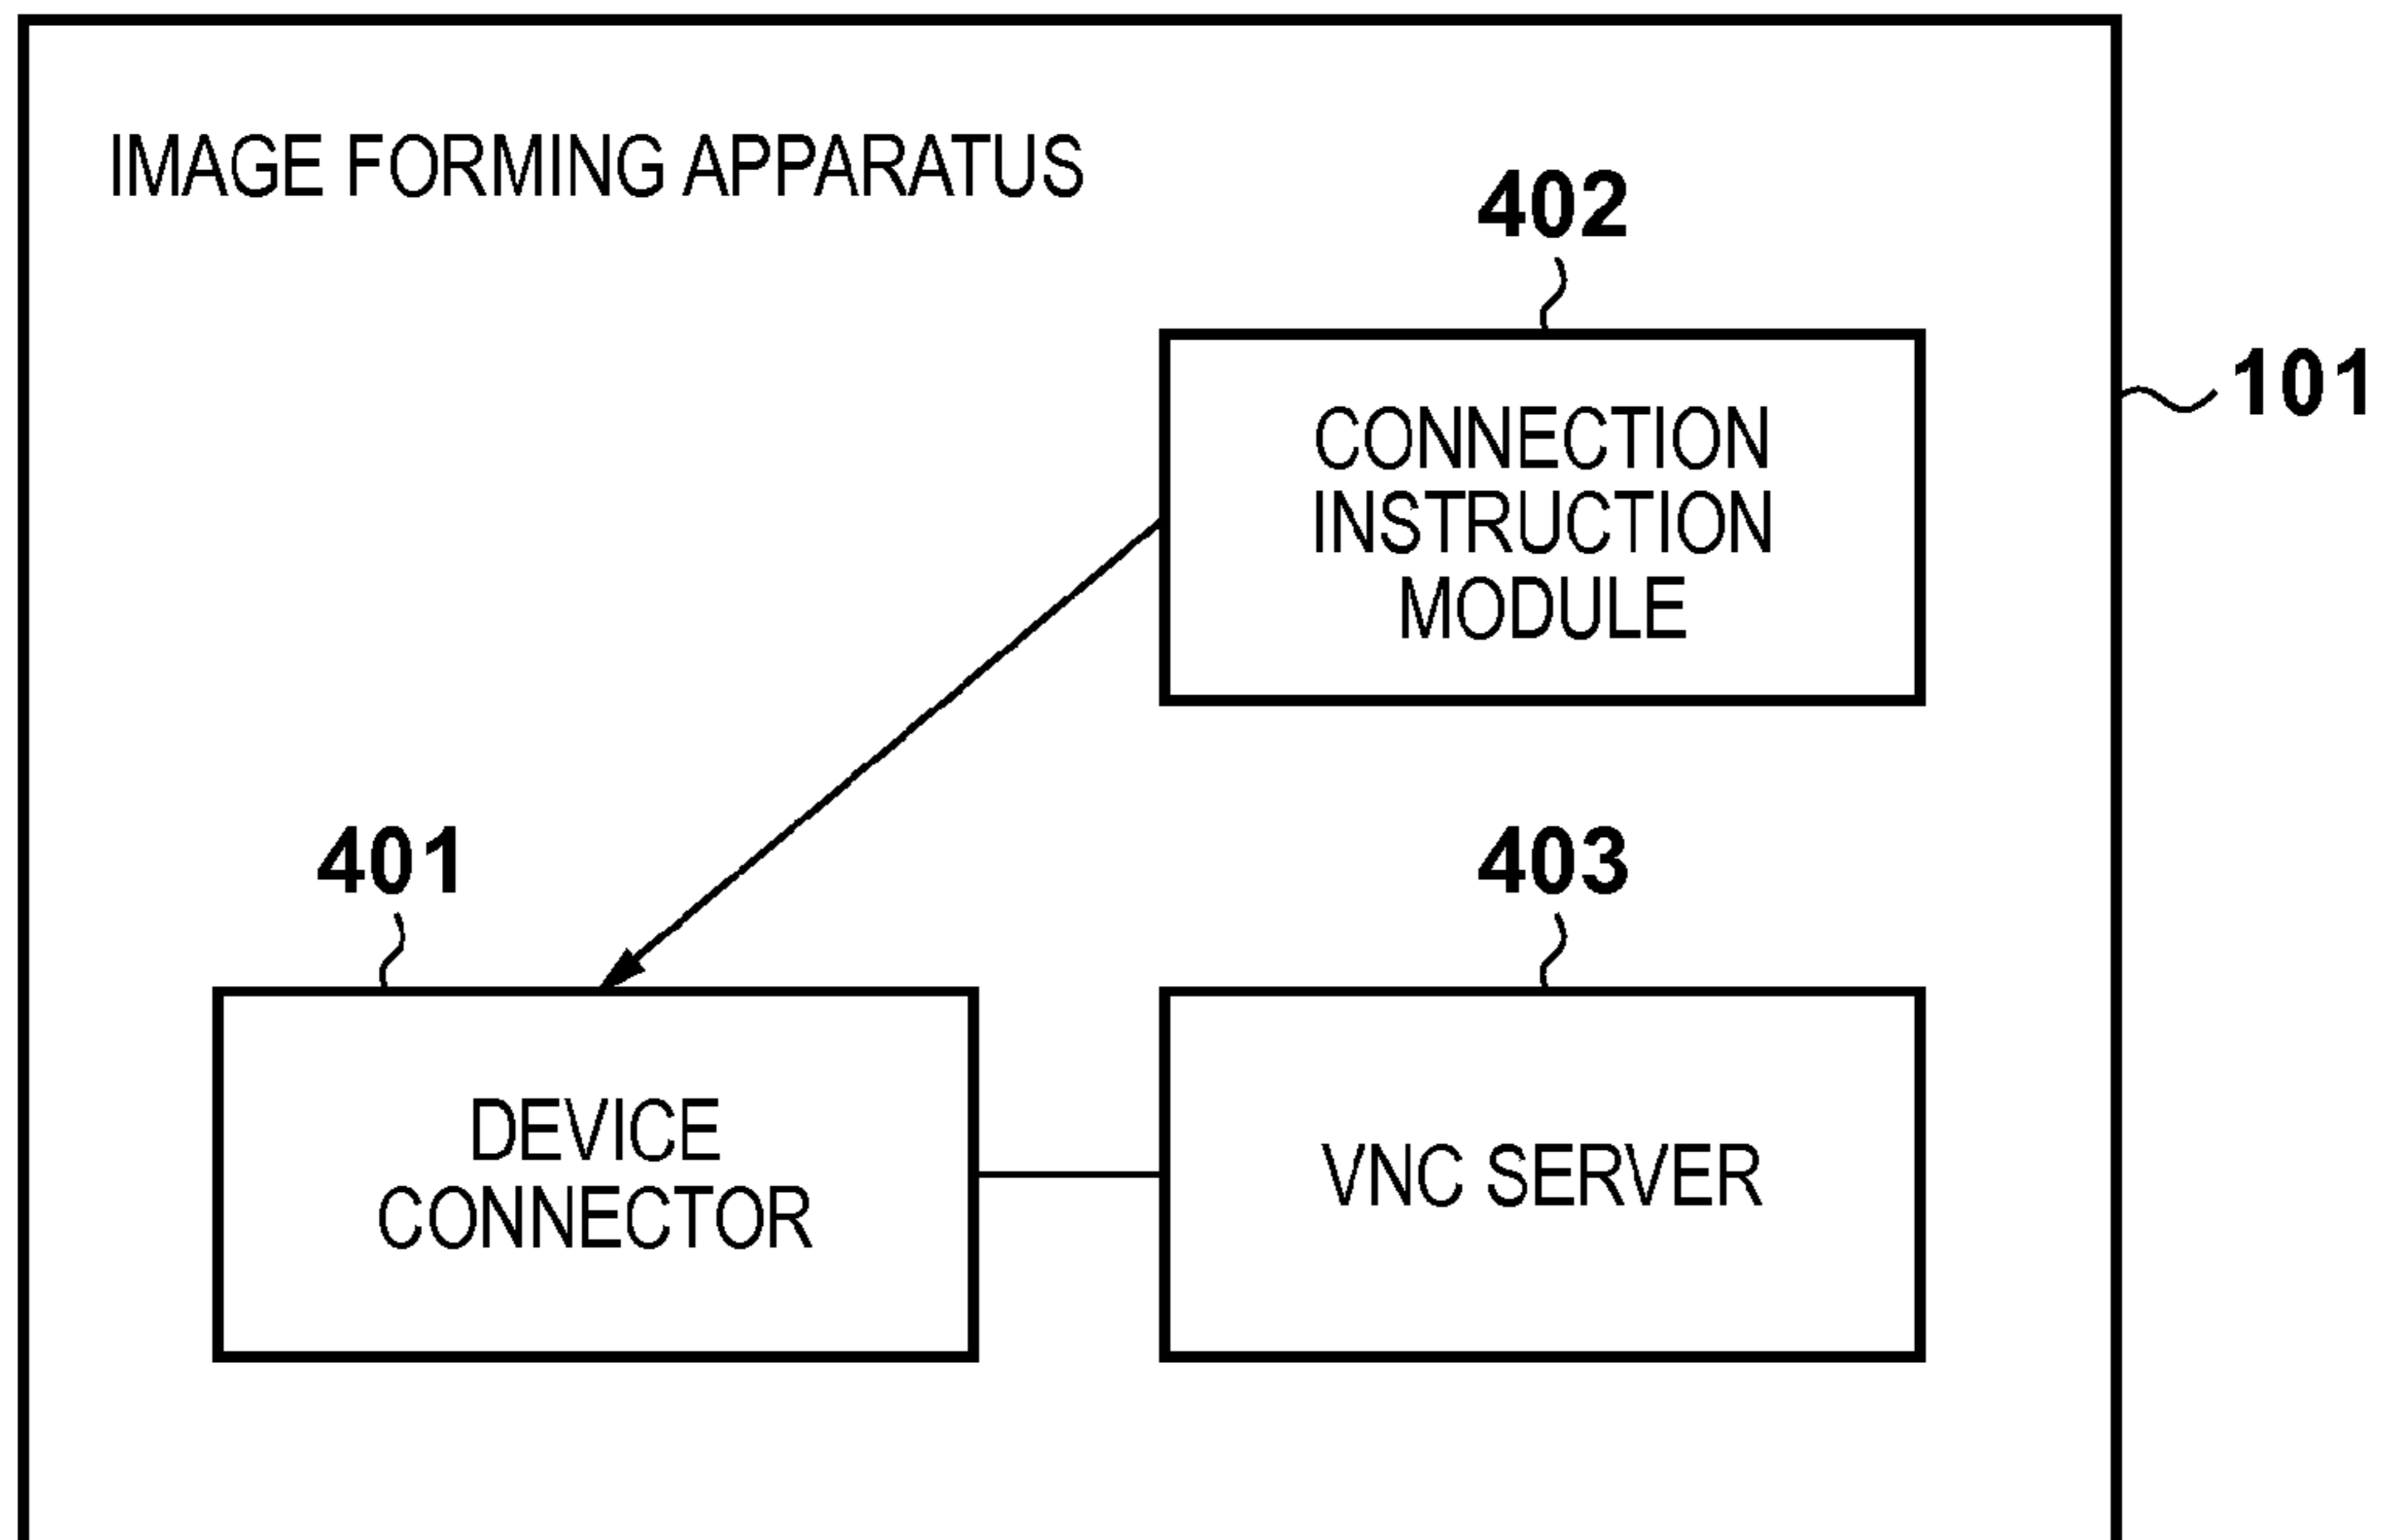 IMAGE FORMING APPARATUS
402
101
CONNECTION
INSTRUCTION
MODULE
401
403
DEVICE
CONNECTOR
VNC SERVER